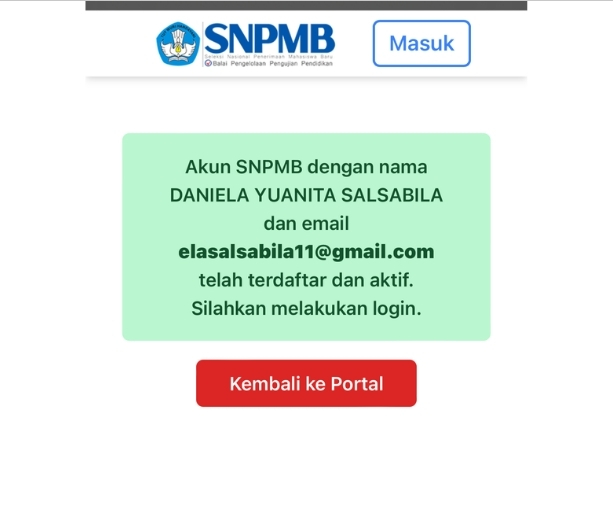 SNPMB
Seleksi Nasional Penerimaan Mahasiswa Baru
Balai Pengelolaan Pengujian Pendidikan
Masuk
Akun SNPMB dengan nama
DANIELA YUANITA SALSABILA
dan email
elasalsabila11@gmail.com
telah terdaftar dan aktif.
Silahkan melakukan login.
Kembali ke Portal